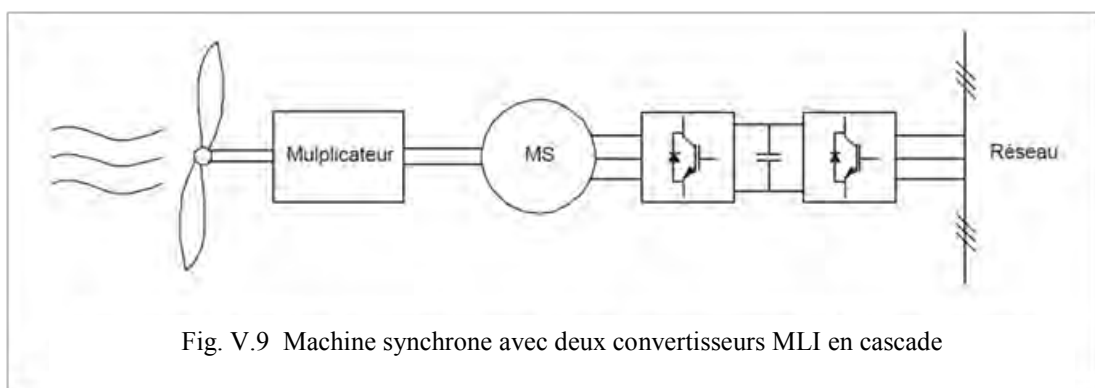 Mulplicateur
MS
Réseau
Fig. V.9 Machine synchrone avec deux convertisseurs MLI en cascade